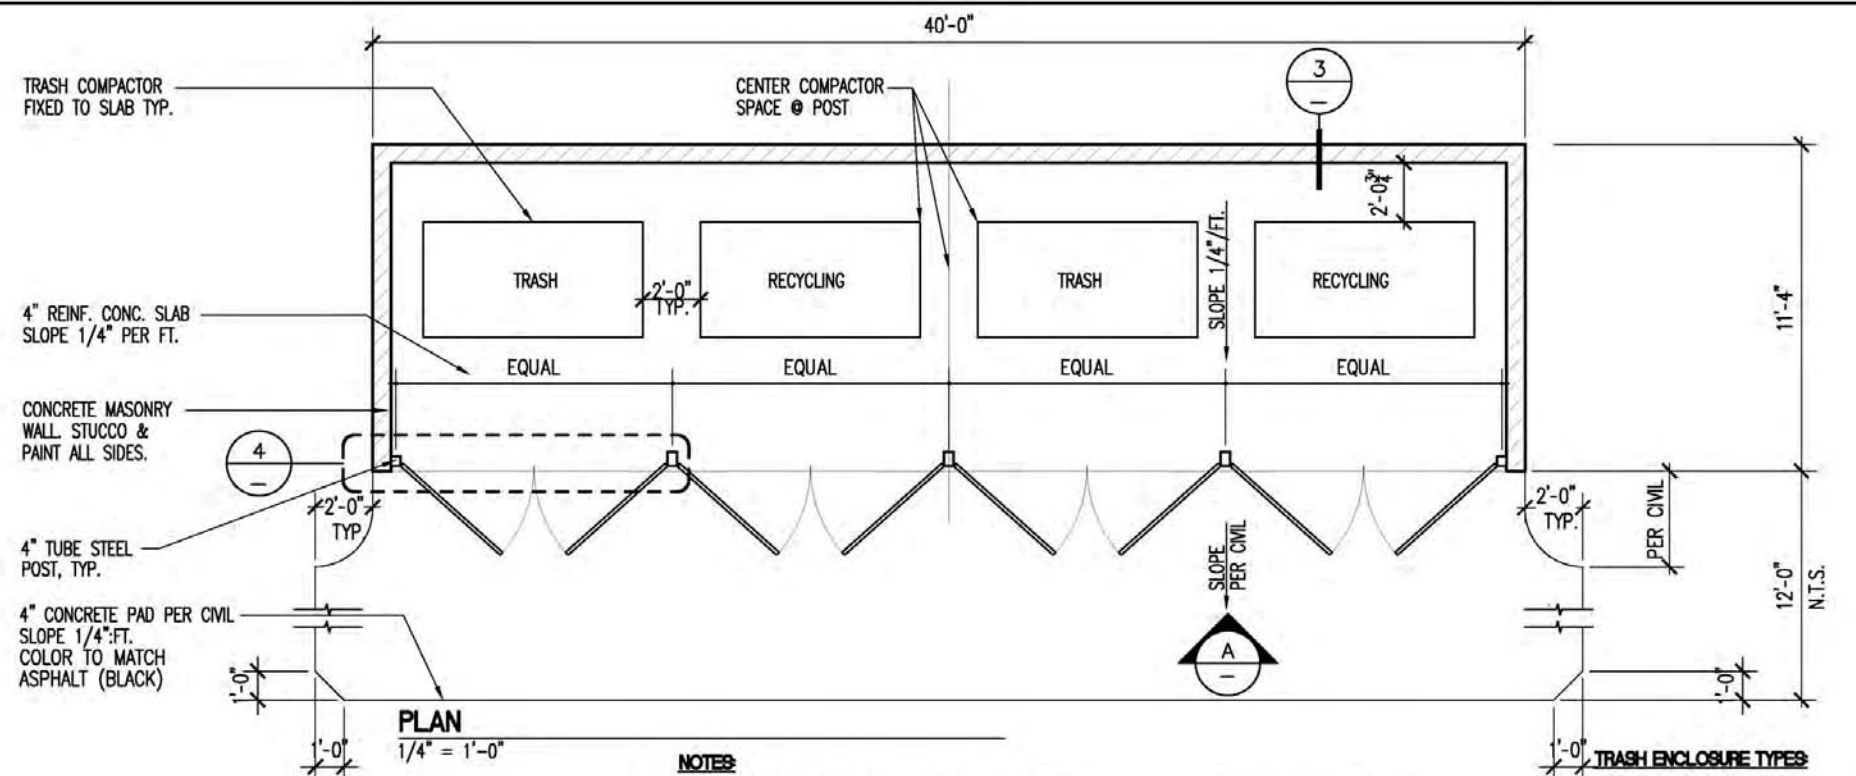 40'-0"
TRASH COMPACTOR
FIXED TO SLAB TYP.
CENTER COMPACTOR
SPACE @ POST
3
–
2'-0¾"
TRASH
RECYCLING
TRASH
RECYCLING
2'-0"
TYP.
SLOPE 1/4"/FT.
4" REINF. CONC. SLAB
SLOPE 1/4" PER FT.
11'-4"
EQUAL
EQUAL
EQUAL
EQUAL
CONCRETE MASONRY
WALL. STUCCO &
PAINT ALL SIDES.
4
–
2'-0"
TYP.
2'-0"
TYP.
PER CIVIL
4" TUBE STEEL
POST, TYP.
SLOPE
PER CIVIL
12'-0"
N.T.S.
4" CONCRETE PAD PER CIVIL
SLOPE 1/4":FT.
COLOR TO MATCH
ASPHALT (BLACK)
A
–
1'-0"
1'-0"
PLAN
1/4" = 1'-0"
1'-0"
1'-0"
NOTES:
TRASH ENCLOSURE TYPES: